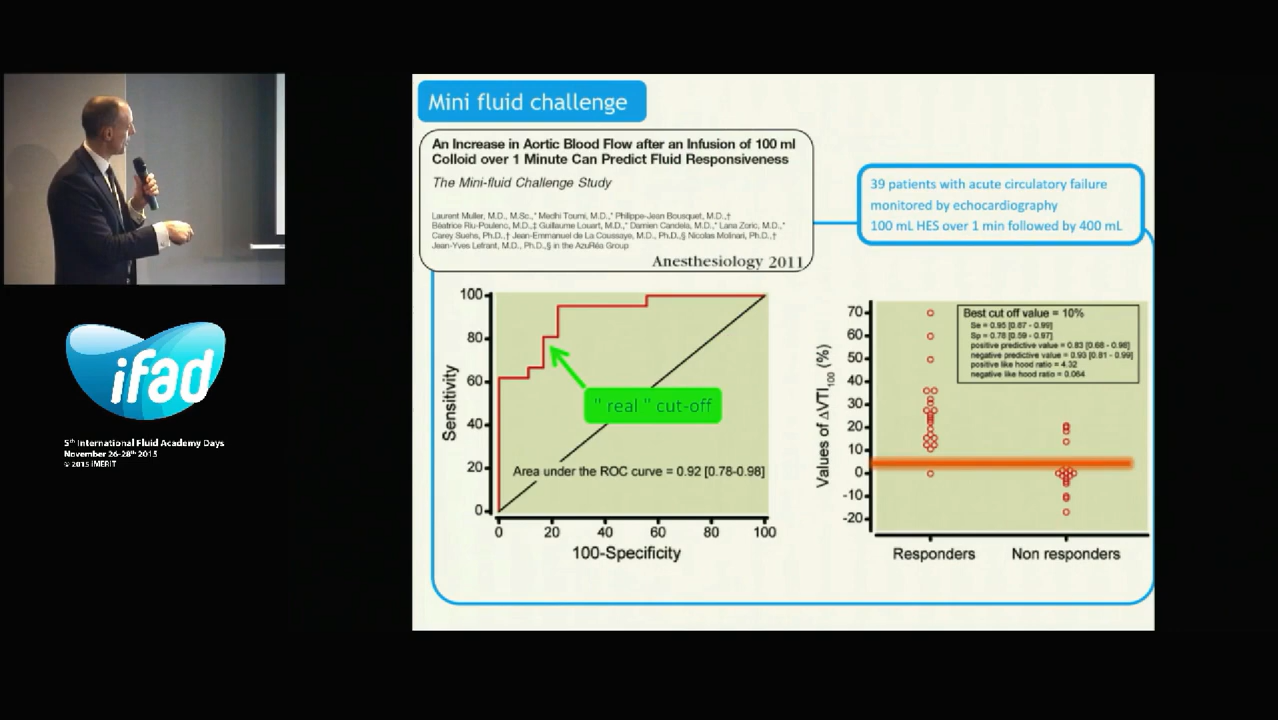 Mini fluid challenge
An Increase in Aortic Blood Flow after an Infusion of 100 ml
Colloid over 1 Minute Can Predict Fluid Responsiveness
The Mini-fluid Challenge Study
Laurent Muller, M.D., M.Sc.,* Medhi Toumi, M.D.,* Philippe-Jean Bousquet, M.D.,†
Béatrice Riu-Poulenc, M.D.,‡ Guillaume Louart, M.D.,* Damien Candela, M.D.,* Lana Zoric, M.D.,*
Carey Suehs, Ph.D.,† Jean-Emmanuel de La Coussaye, M.D., Ph.D.,§ Nicolas Molinari, Ph.D.,†
Jean-Yves Lefrant, M.D., Ph.D.,§ in the AzuRéa Group
Anesthesiology 2011
39 patients with acute circulatory failure
monitored by echocardiography
100 mL HES over 1 min followed by 400 mL
Sensitivity
100
80
60
40
20
0
" real " cut-off
Area under the ROC curve = 0.92 [0.78-0.98]
0 20 40 60 80 100
100-Specificity
Values of ΔVTI100 (%)
70
60
50
40
30
20
10
0
-10
-20
Best cut off value = 10%
Se = 0.95 [0.87 - 0.99]
Sp = 0.78 [0.59 - 0.97]
positive predictive value = 0.83 [0.68 - 0.98]
negative predictive value = 0.93 [0.81 - 0.99]
positive like hood ratio = 4.32
negative like hood ratio = 0.064
Responders Non responders
ifad
5th International Fluid Academy Days
November 26-28th 2015
© 2015 iMERiT